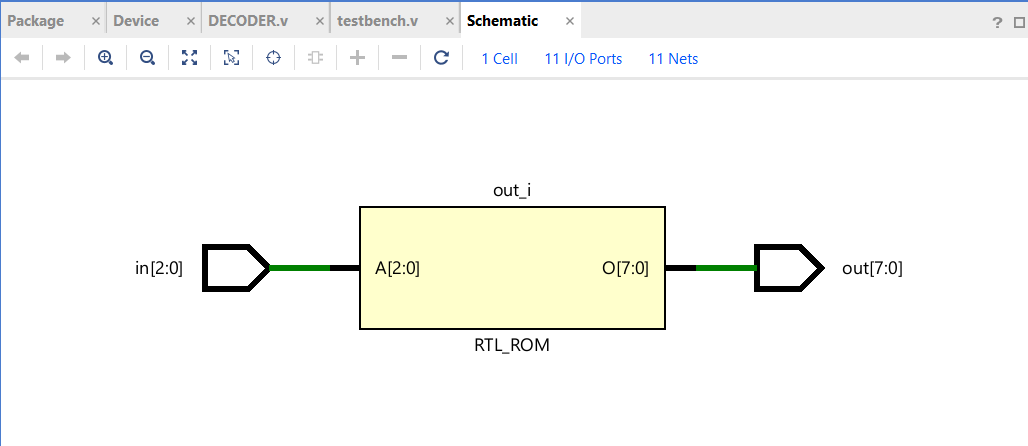 Package × Device × DECODER.v × testbench.v × Schematic × ?
1 Cell 11 I/O Ports 11 Nets
out_i
in[2:0] A[2:0] O[7:0] out[7:0]
RTL_ROM